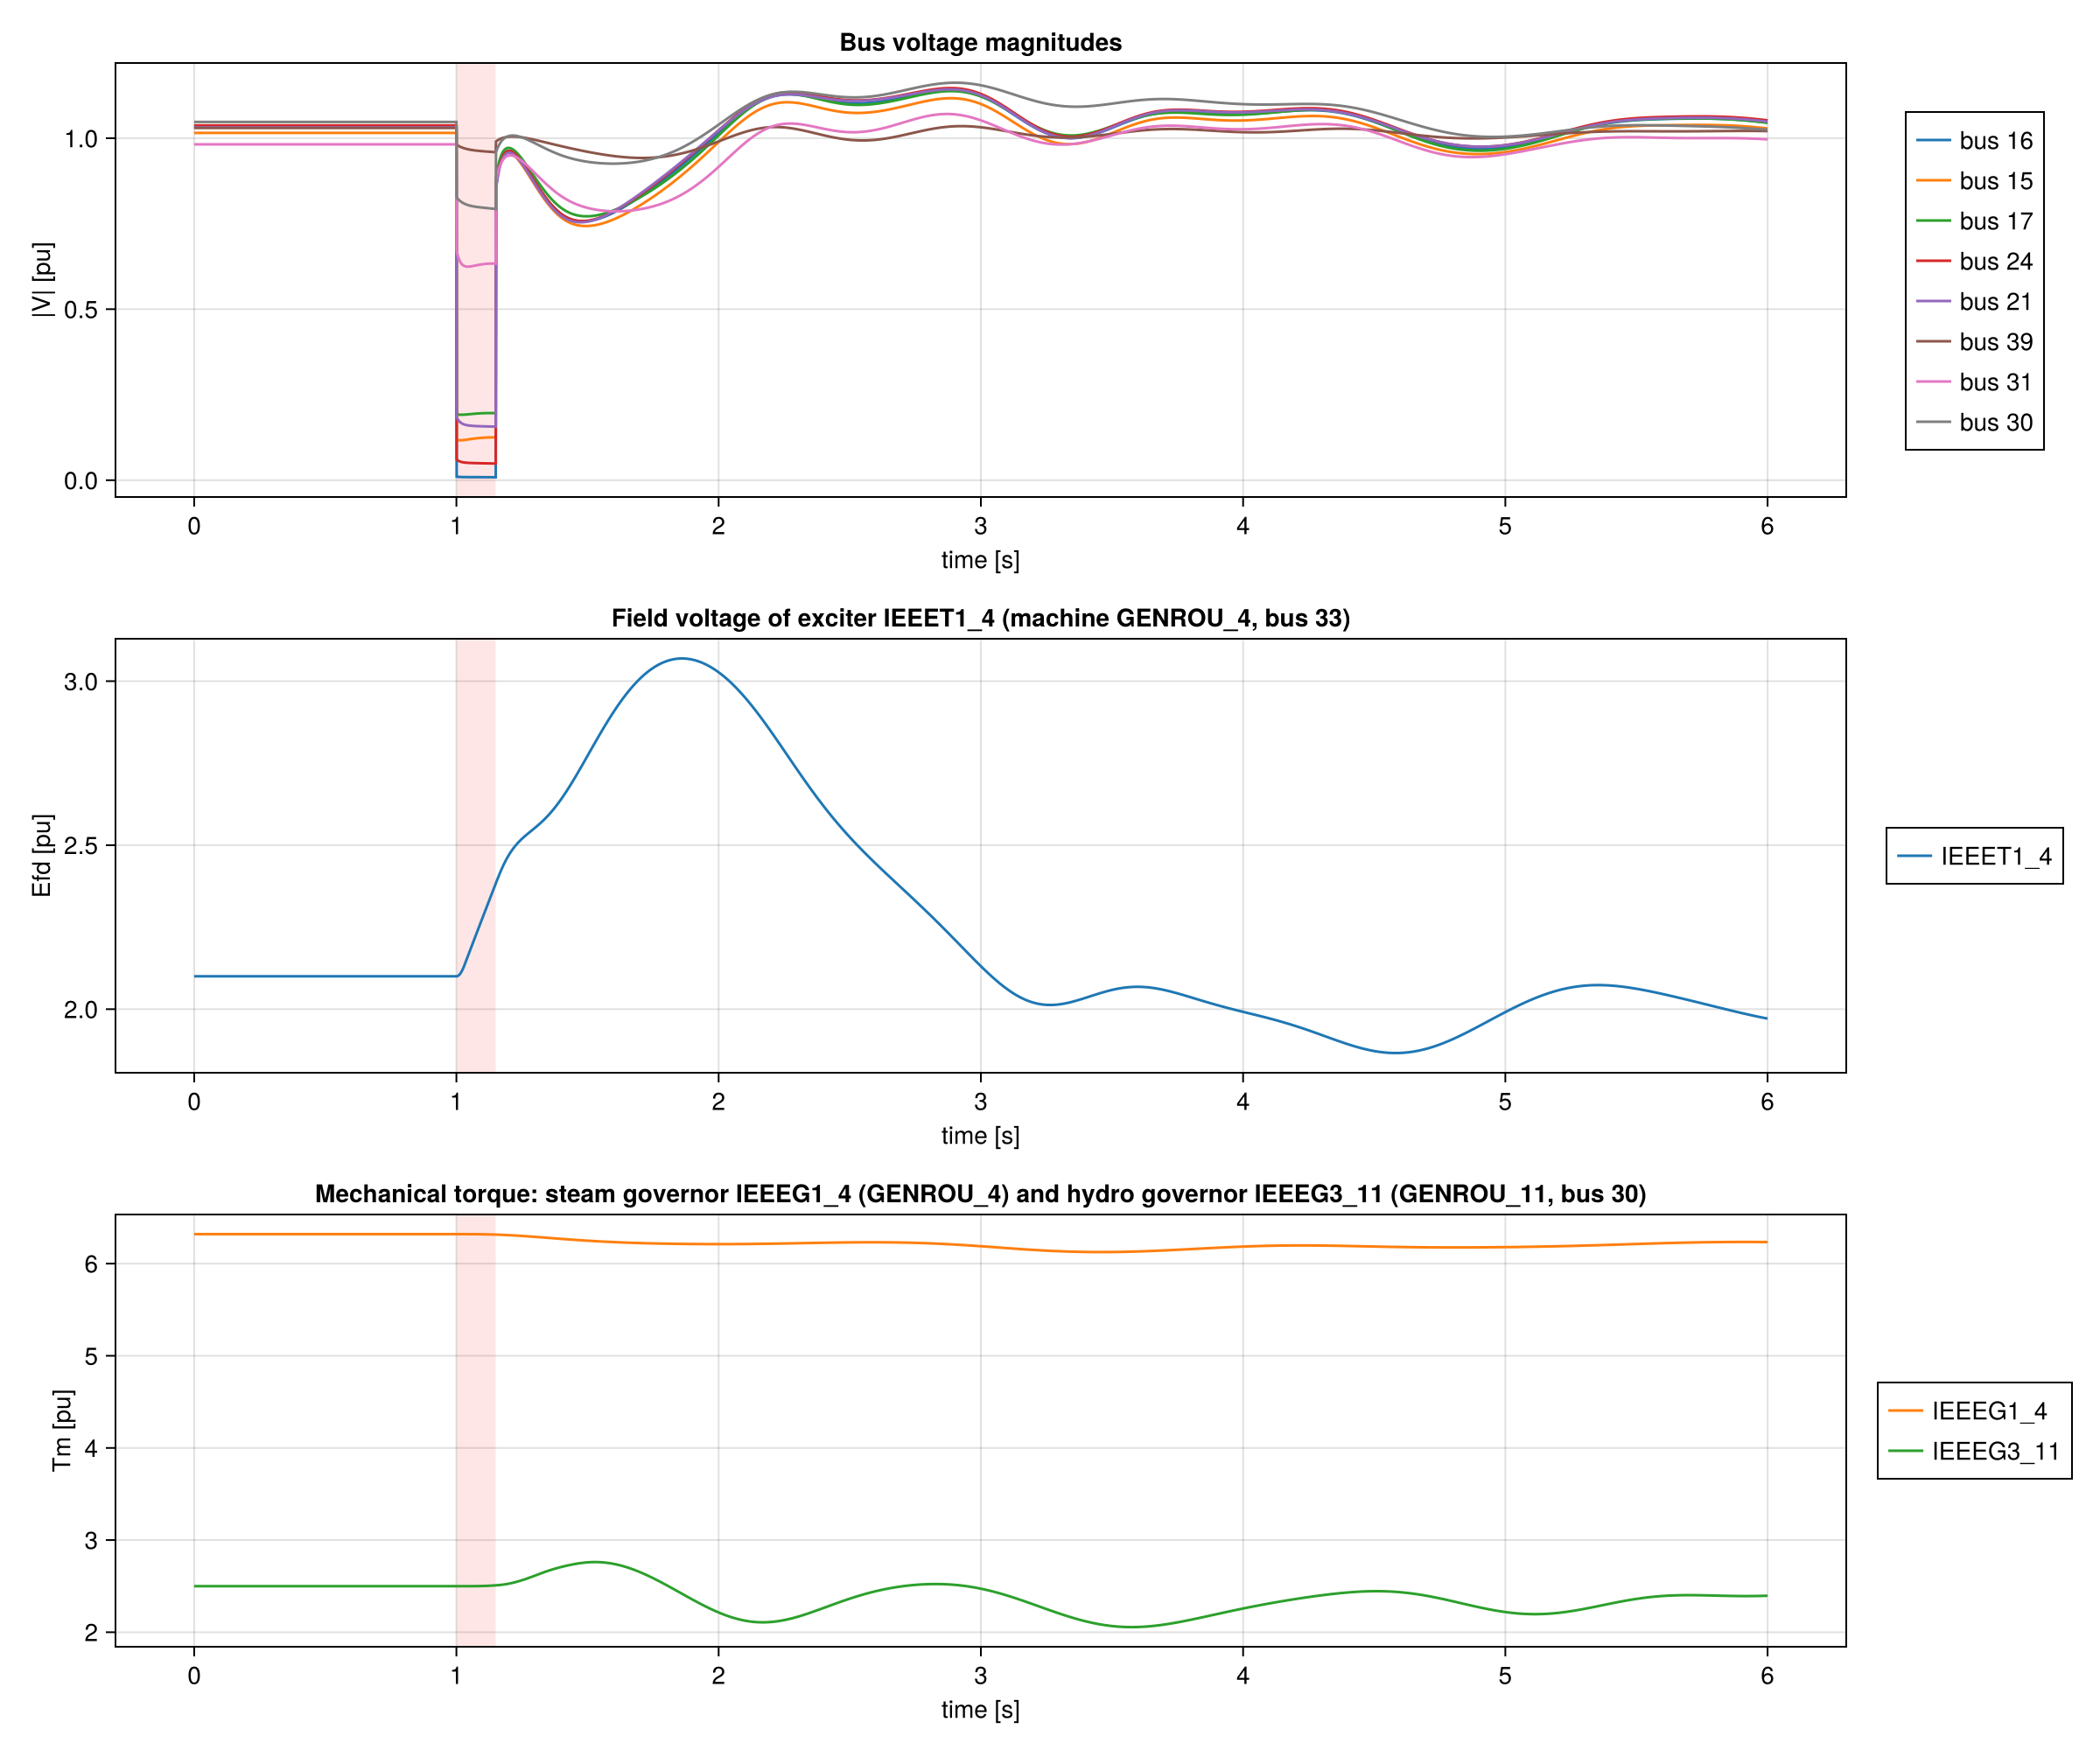 Bus voltage magnitudes
|V| [pu]
1.0
0.5
0.0
0 1 2 3 4 5 6
time [s]
bus 16
bus 15
bus 17
bus 24
bus 21
bus 39
bus 31
bus 30
Field voltage of exciter IEEET1_4 (machine GENROU_4, bus 33)
Efd [pu]
3.0
2.5
2.0
0 1 2 3 4 5 6
time [s]
IEEET1_4
Mechanical torque: steam governor IEEEG1_4 (GENROU_4) and hydro governor IEEEG3_11 (GENROU_11, bus 30)
Tm [pu]
6
5
4
3
2
0 1 2 3 4 5 6
time [s]
IEEEG1_4
IEEEG3_11